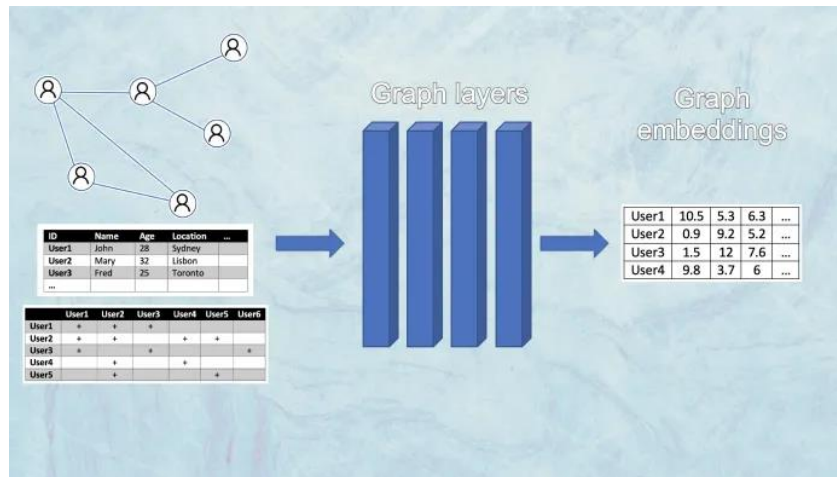 Graph layers
Graph
embeddings
ID Name Age Location ...
User1 John 28 Sydney
User2 Mary 32 Lisbon
User3 Fred 25 Toronto
...
User1 User2 User3 User4 User5 User6
User1 + + +
User2 + + + +
User3 + + +
User4 + +
User5 + +
User1 10.5 5.3 6.3 ...
User2 0.9 9.2 5.2 ...
User3 1.5 12 7.6 ...
User4 9.8 3.7 6 ...